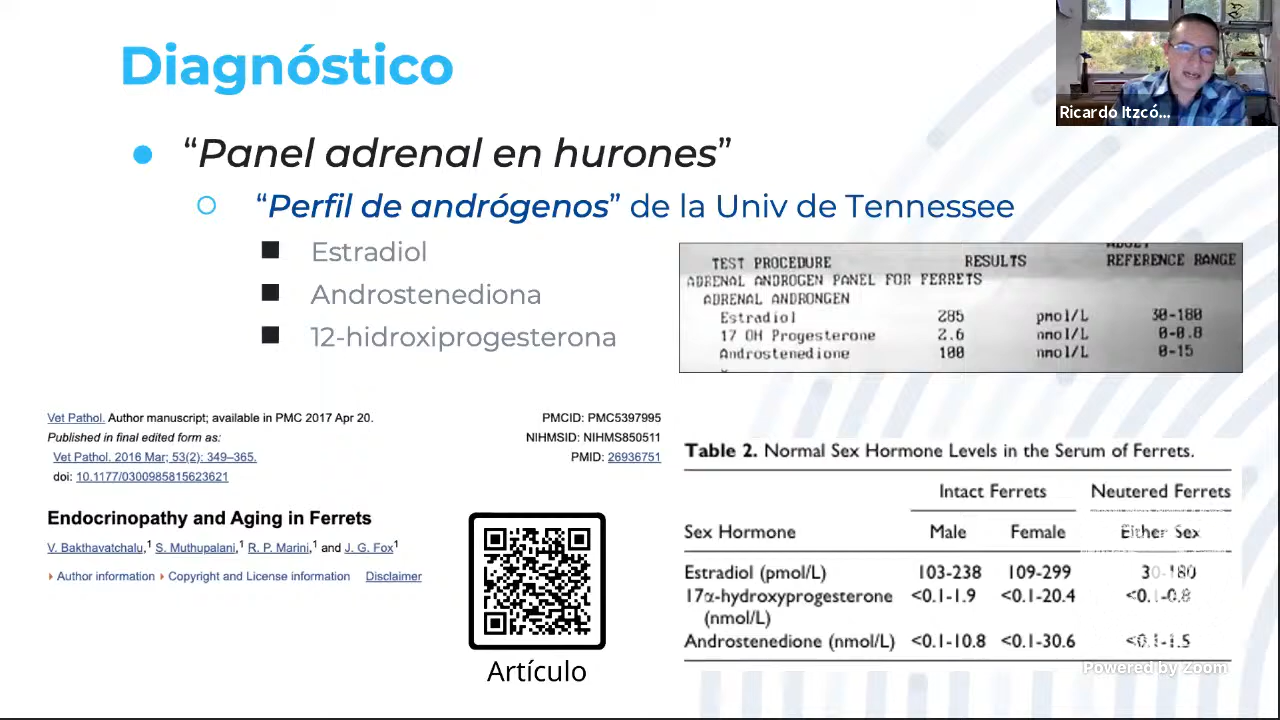 Diagnóstico
Ricardo Itzcó...
“Panel adrenal en hurones”
“Perfil de andrógenos” de la Univ de Tennessee
Estradiol
Androstenediona
12-hidroxiprogesterona
TEST PROCEDURE RESULTS REFERENCE RANGE
ADRENAL ANDROGEN PANEL FOR FERRETS
ADRENAL ANDRONGEN
Estradiol 285 pmol/L 30-180
17 OH Progesterone 2.6 nmol/L 0-0.8
Androstenedione 100 nmol/L 0-15
Vet Pathol. Author manuscript; available in PMC 2017 Apr 20.
Published in final edited form as:
Vet Pathol. 2016 Mar; 53(2): 349–365.
doi: 10.1177/0300985815623621
PMCID: PMC5397995
NIHMSID: NIHMS850511
PMID: 26936751
Endocrinopathy and Aging in Ferrets
V. Bakthavatchalu,1 S. Muthupalani,1 R. P. Marini,1 and J. G. Fox1
Author information Copyright and License information Disclaimer
Artículo
Table 2. Normal Sex Hormone Levels in the Serum of Ferrets.
Intact Ferrets Neutered Ferrets
Sex Hormone Male Female Either Sex
Estradiol (pmol/L) 103-238 109-299 30-180
17α-hydroxyprogesterone <0.1-1.9 <0.1-20.4 <0.1-0.8
(nmol/L)
Androstenedione (nmol/L) <0.1-10.8 <0.1-30.6 <0.1-1.5
Powered by Zoom